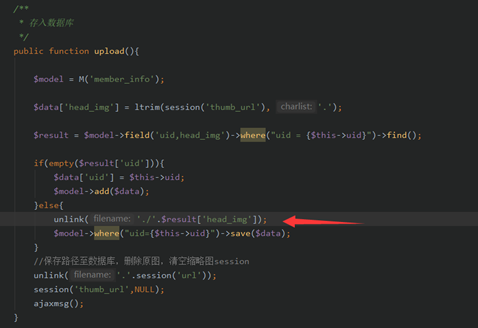 /**
 * 存入数据库
 */
public function upload(){
$model = M('member_info');
$data['head_img'] = ltrim(session('thumb_url'), charlist: '.');
$result = $model->field('uid,head_img')->where("uid = {$this->uid}")->find();
if(empty($result['uid'])){
$data['uid'] = $this->uid;
$model->add($data);
}else{
unlink( filename: './'.$result['head_img']);
$model->where("uid={$this->uid}")->save($data);
}
//保存路径至数据库，删除原图，清空缩略图session
unlink( filename: '.'.session('url'));
session('thumb_url',NULL);
ajaxmsg();
}